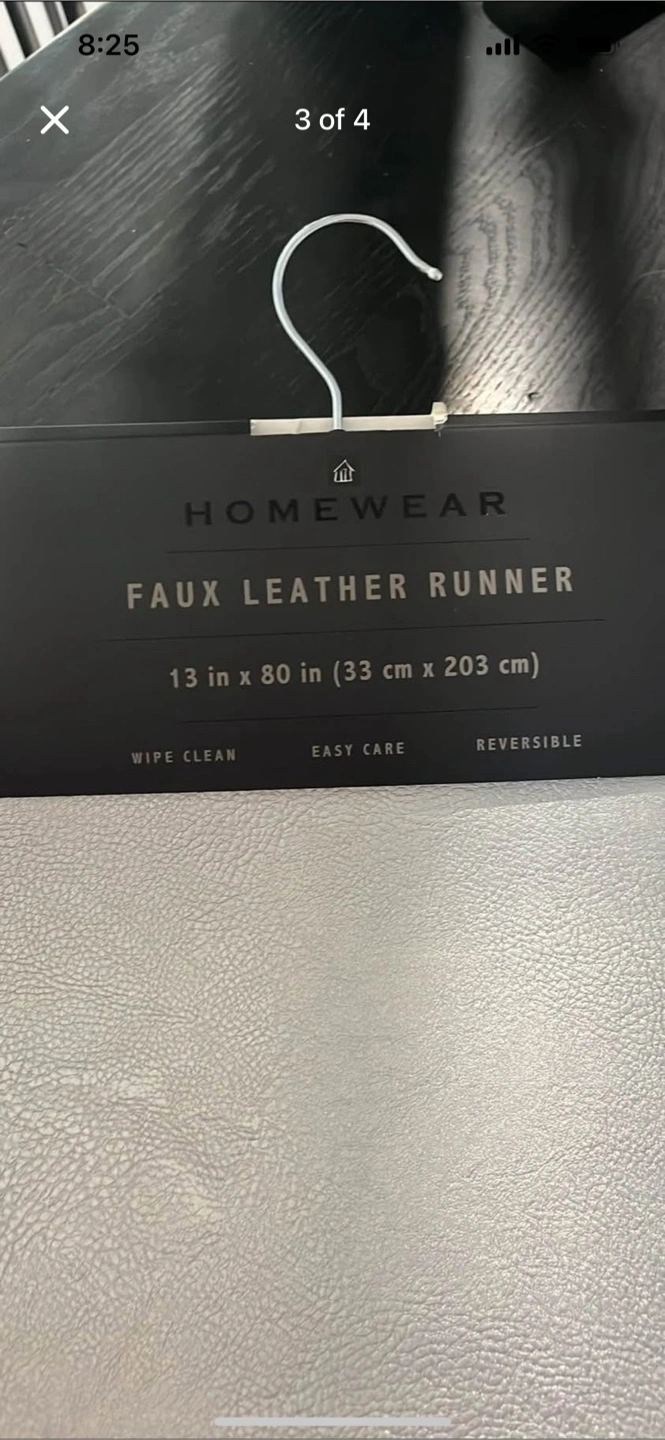 8:25
3 of 4
HOMEWEAR
FAUX LEATHER RUNNER
13 in x 80 in (33 cm x 203 cm)
WIPE CLEAN EASY CARE REVERSIBLE